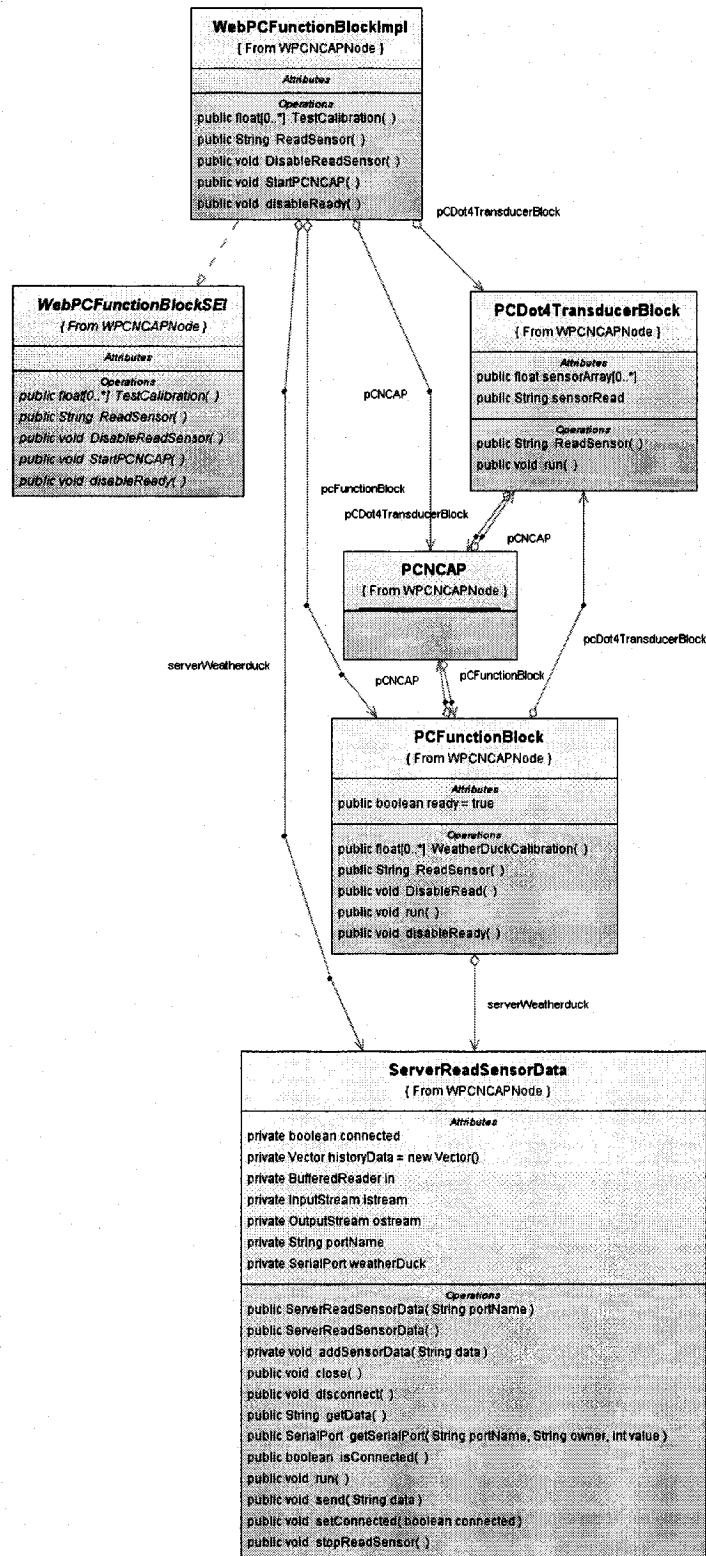 WebPCFunctionBlockImpl
{ From WPCNCAPNode }
Attributes
Operations
public float[0..*] TestCalibration( )
public String ReadSensor( )
public void DisableReadSensor( )
public void StartPCNCAP( )
public void disableReady( )
pCDot4TransducerBlock
WebPCFunctionBlockSEI
{ From WPCNCAPNode }
Attributes
Operations
public float[0..*] TestCalibration( )
public String ReadSensor( )
public void DisableReadSensor( )
public void StartPCNCAP( )
public void disableReady( )
PCDot4TransducerBlock
{ From WPCNCAPNode }
Attributes
public float sensorArray[0..*]
public String sensorRead
Operations
public String ReadSensor( )
public void run( )
pCNCAP
pcFunctionBlock
pCDot4TransducerBlock
pCNCAP
PCNCAP
{ From WPCNCAPNode }
pcDot4TransducerBlock
serverWeatherduck
pCNCAP
pCFunctionBlock
PCFunctionBlock
{ From WPCNCAPNode }
Attributes
public boolean ready = true
Operations
public float[0..*] WeatherDuckCalibration( )
public String ReadSensor( )
public void DisableRead( )
public void run( )
public void disableReady( )
serverWeatherduck
ServerReadSensorData
{ From WPCNCAPNode }
Attributes
private boolean connected
private Vector historyData = new Vector()
private BufferedReader in
private InputStream istream
private OutputStream ostream
private String portName
private SerialPort weatherDuck
Operations
public ServerReadSensorData( String portName )
public ServerReadSensorData( )
private void addSensorData( String data )
public void close( )
public void disconnect( )
public String getData( )
public SerialPort getSerialPort( String portName, String owner, int value )
public boolean isConnected( )
public void run( )
public void send( String data )
public void setConnected( boolean connected )
public void stopReadSensor( )